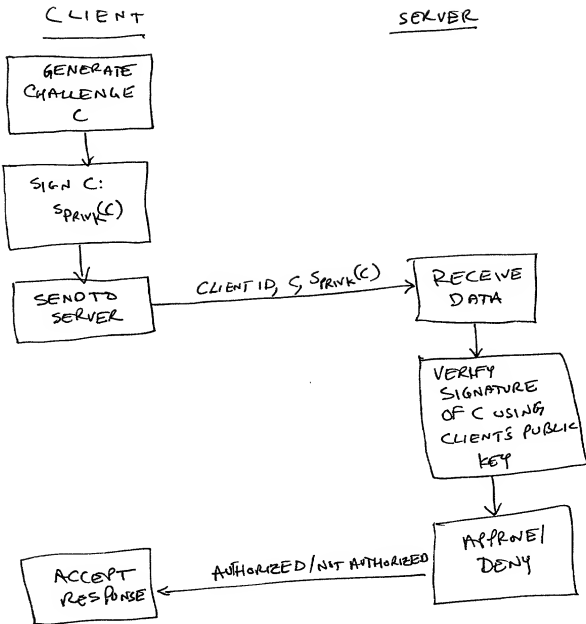 CLIENT
SERVER
GENERATE
CHALLENGE
C
SIGN C:
SPRIVK(C)
SEND TO
SERVER
CLIENT ID, C, SPRIVK(C)
RECEIVE
DATA
VERIFY
SIGNATURE
OF C USING
CLIENT'S PUBLIC
KEY
APPROVE/
DENY
AUTHORIZED/NOT AUTHORIZED
ACCEPT
RESPONSE